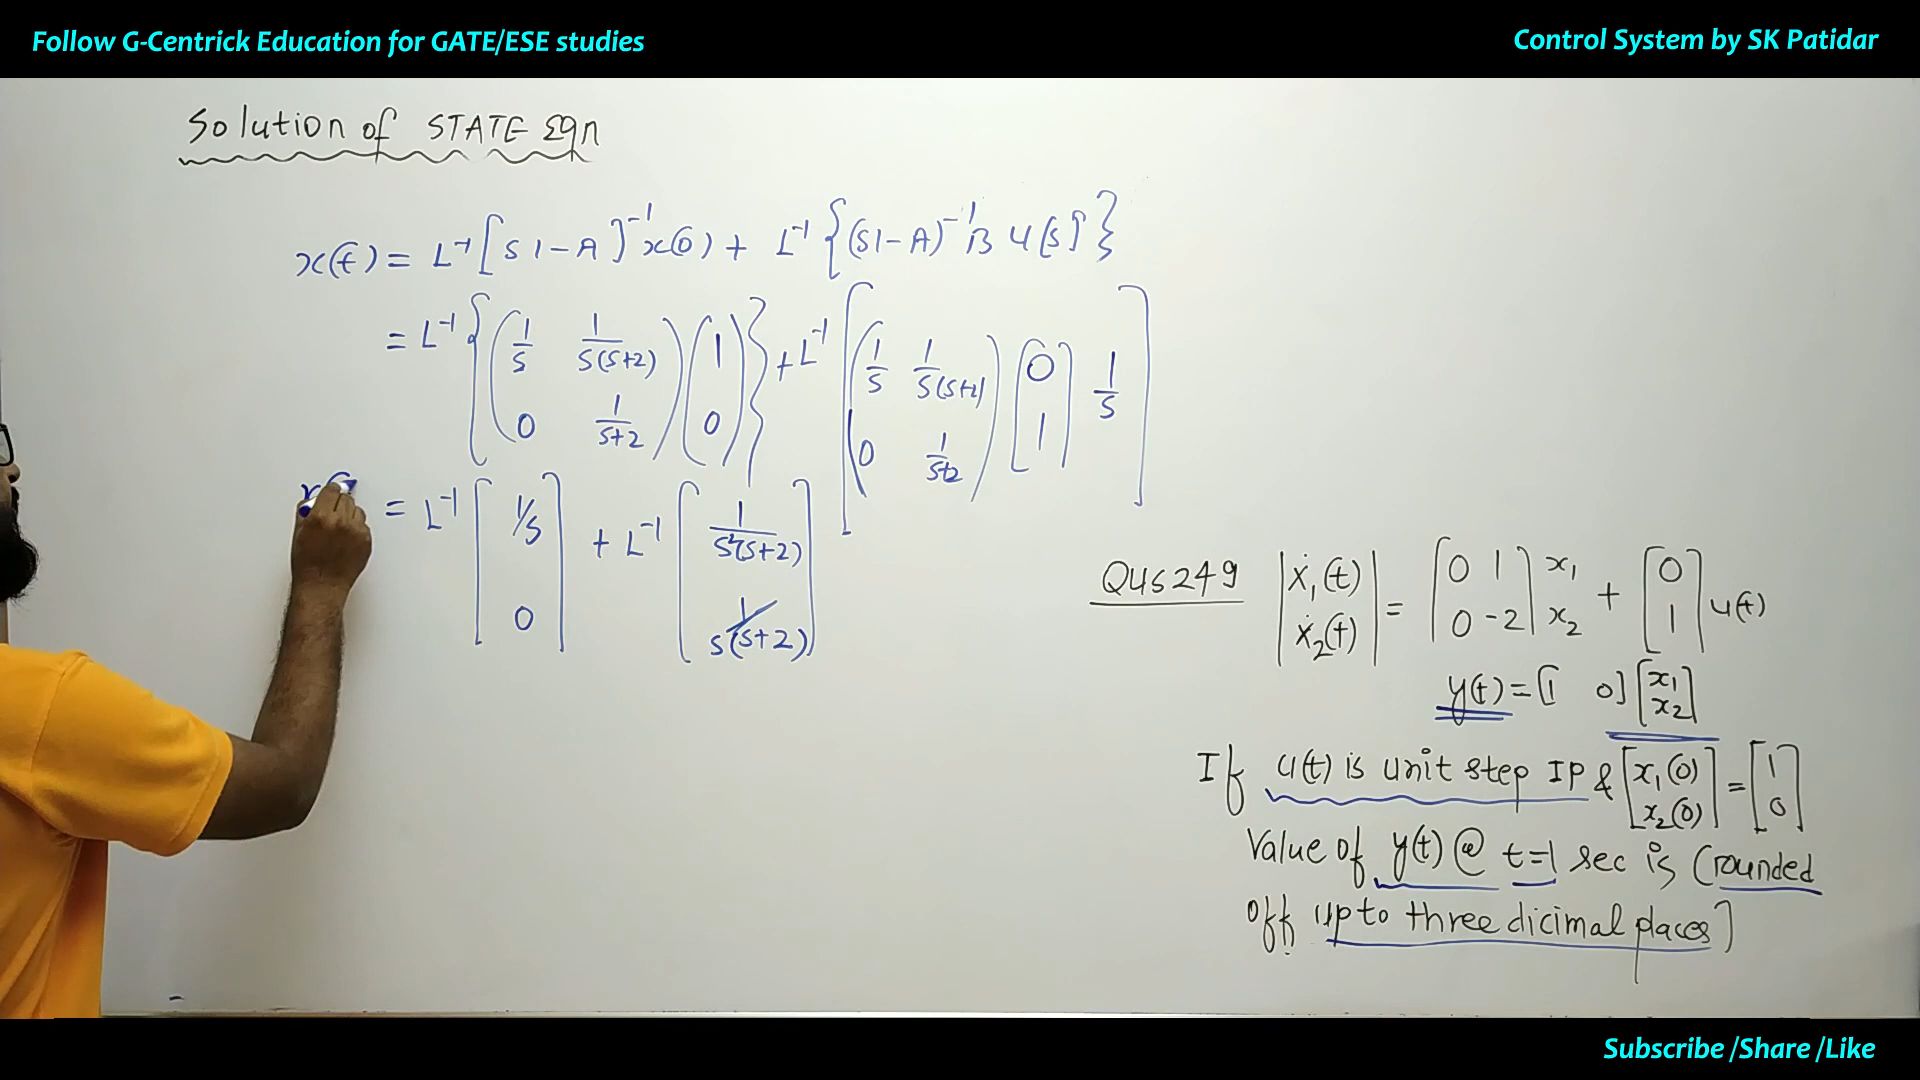 Follow G-Centrick Education for GATE/ESE studies
Control System by SK Patidar
Solution of STATE Eqn
x(t) = L⁻¹[SI-A]⁻¹x(0) + L⁻¹{(SI-A)⁻¹B U(s)}
= L⁻¹{(1/S 1/S(S+2) ; 0 1/S+2)(1 ; 0)} + L⁻¹[(1/S 1/S(S+2) ; 0 1/S+2)[0 ; 1] 1/S]
= L⁻¹[1/S ; 0] + L⁻¹[1/S²(S+2) ; 1/S(S+2)]
Qus 249 |ẋ₁(t) ; ẋ₂(t)| = [0 1 ; 0 -2] x₁ ; x₂ + [0 ; 1] u(t)
y(t) = [1 0] [x₁ ; x₂]
If u(t) is unit step IP & [x₁(0) ; x₂(0)] = [1 ; 0]
Value of y(t) @ t=1 sec is (rounded
off upto three dicimal places]
Subscribe /Share /Like